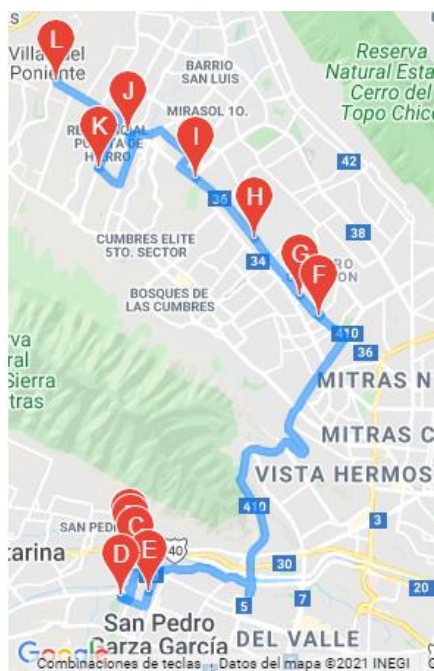 L
Villa
del
Poniente
BARRIO
SAN LUIS
Reserva
Natural Esta
Cerro del
Topo Chico
J
MIRASOL 1O.
K
I
36
42
H
CUMBRES ELITE
5TO. SECTOR
34
38
G
F
BOSQUES DE
LAS CUMBRES
410
36
MITRAS N
MITRAS C
VISTA HERMOS
410
3
SAN PED
C
D
E
40
30
20
5
7
San Pedro
Garza García
DEL VALLE
Google
Combinaciones de teclas
Datos del mapa ©2021 INEGI